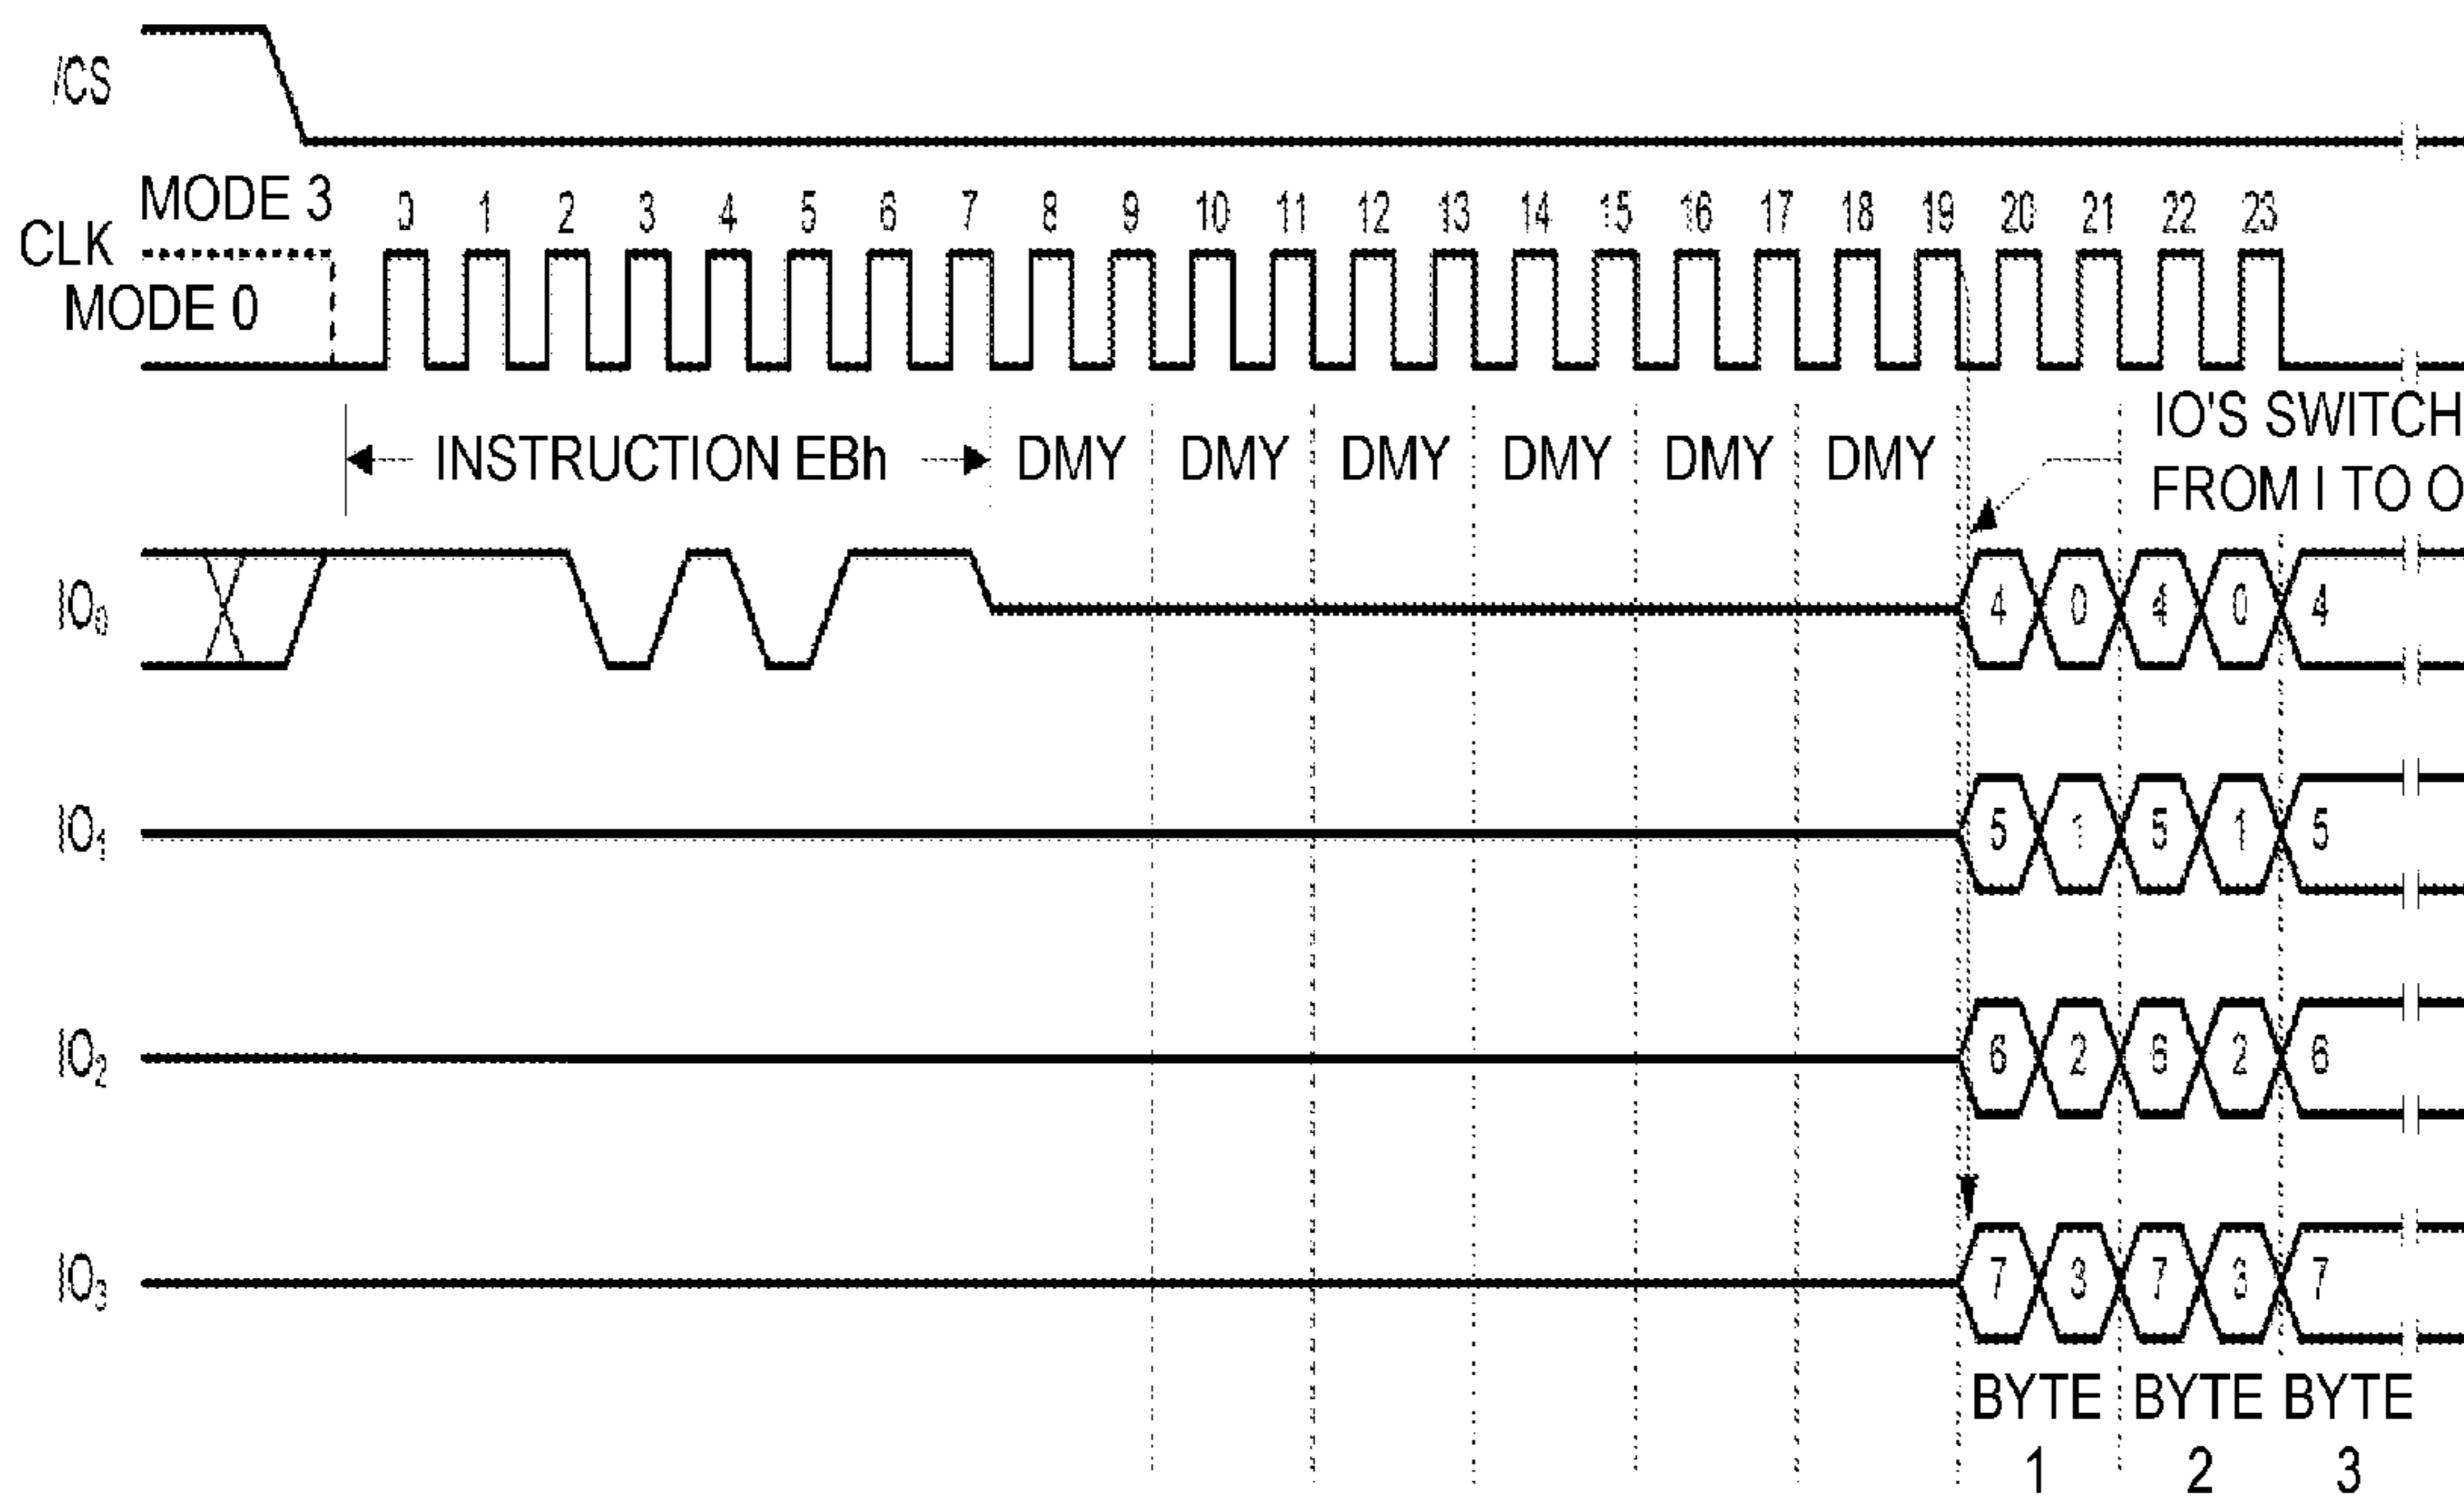 /CS
MODE 3
0 1 2 3 4 5 6 7 8 9 10 11 12 13 14 15 16 17 18 19 20 21 22 23
CLK
MODE 0
INSTRUCTION EBh DMY DMY DMY DMY DMY DMY
IO'S SWITCH
FROM I TO O
IO0 4 0 4 0 4
IO1 5 1 5 1 5
IO2 6 2 6 2 6
IO3 7 3 7 3 7
BYTE BYTE BYTE
1 2 3